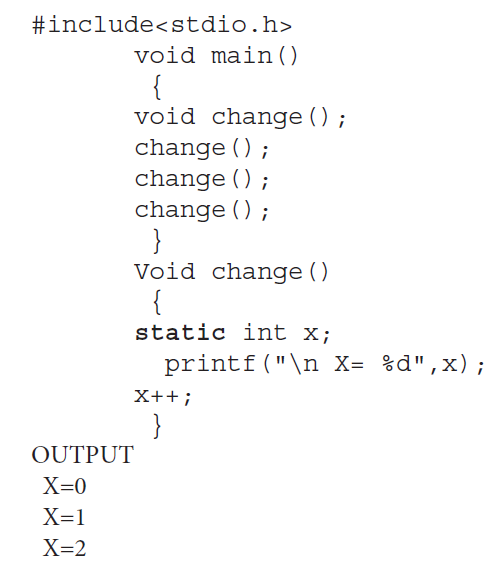 #include<stdio.h>
void main()
{
void change();
change();
change();
change();
}
Void change()
{
static int x;
printf("\n X= %d",x);
x++;
}
OUTPUT
X=0
X=1
X=2